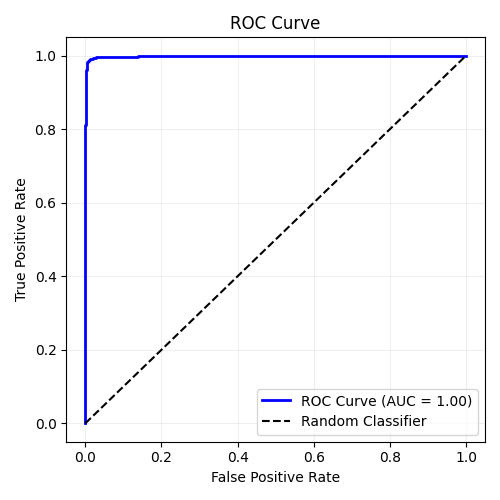 ROC Curve
True Positive Rate
1.0
0.8
0.6
0.4
0.2
0.0
ROC Curve (AUC = 1.00)
Random Classifier
0.0 0.2 0.4 0.6 0.8 1.0
False Positive Rate